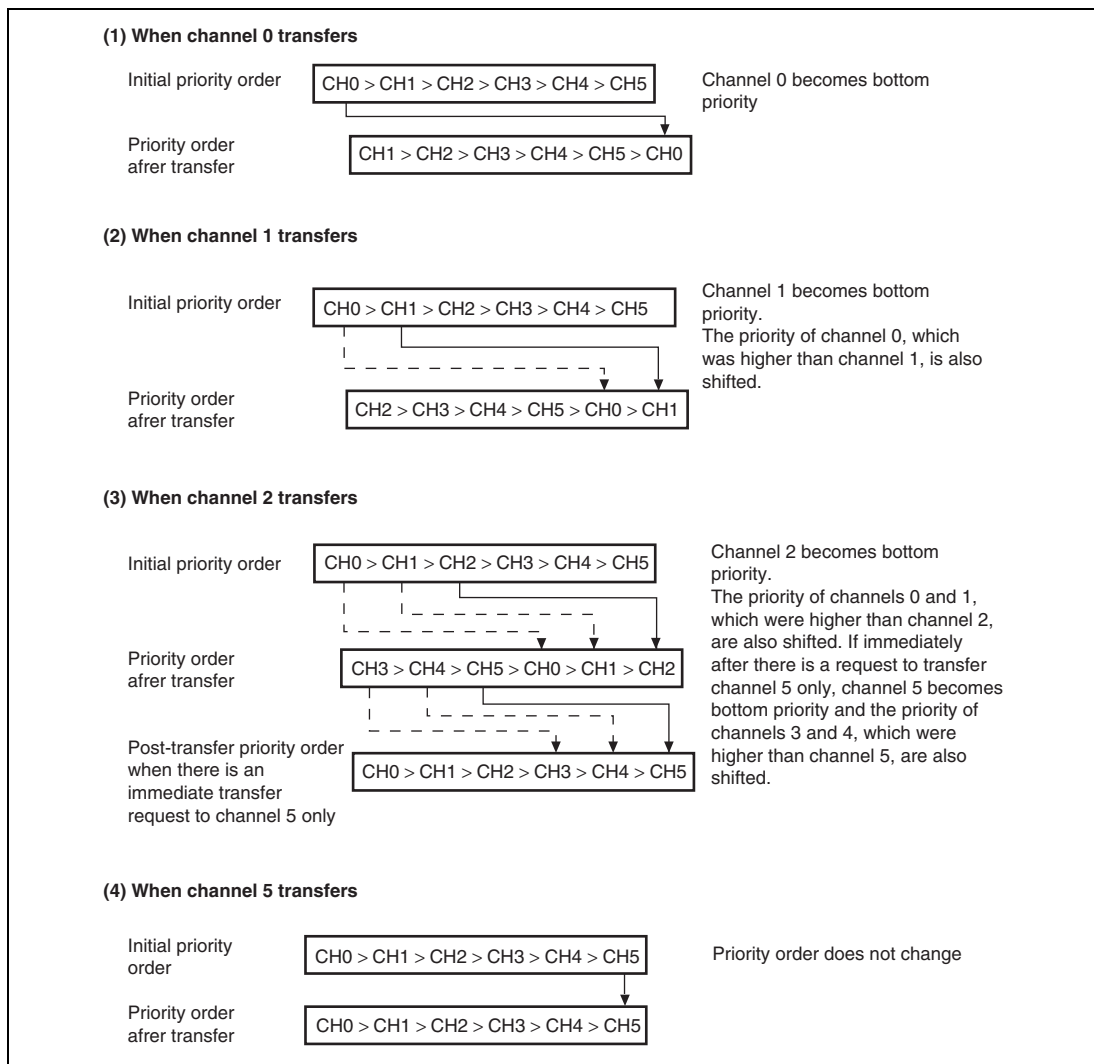 (1) When channel 0 transfers
Initial priority order
CH0 > CH1 > CH2 > CH3 > CH4 > CH5
Channel 0 becomes bottom
priority
Priority order
afrer transfer
CH1 > CH2 > CH3 > CH4 > CH5 > CH0
(2) When channel 1 transfers
Initial priority order
CH0 > CH1 > CH2 > CH3 > CH4 > CH5
Channel 1 becomes bottom
priority.
The priority of channel 0, which
was higher than channel 1, is also
shifted.
Priority order
afrer transfer
CH2 > CH3 > CH4 > CH5 > CH0 > CH1
(3) When channel 2 transfers
Initial priority order
CH0 > CH1 > CH2 > CH3 > CH4 > CH5
Channel 2 becomes bottom
priority.
The priority of channels 0 and 1,
which were higher than channel 2,
are also shifted. If immediately
after there is a request to transfer
channel 5 only, channel 5 becomes
bottom priority and the priority of
channels 3 and 4, which were
higher than channel 5, are also
shifted.
Priority order
afrer transfer
CH3 > CH4 > CH5 > CH0 > CH1 > CH2
Post-transfer priority order
when there is an
immediate transfer
request to channel 5 only
CH0 > CH1 > CH2 > CH3 > CH4 > CH5
(4) When channel 5 transfers
Initial priority
order
CH0 > CH1 > CH2 > CH3 > CH4 > CH5
Priority order does not change
Priority order
afrer transfer
CH0 > CH1 > CH2 > CH3 > CH4 > CH5